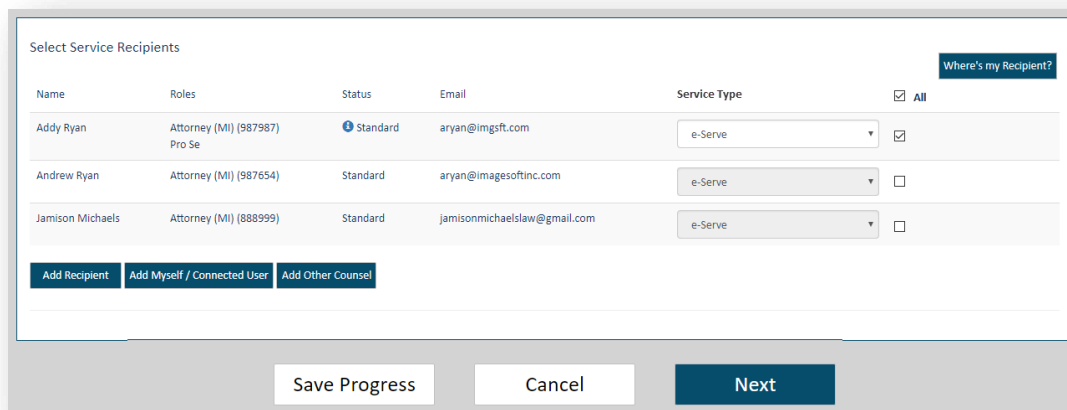 Select Service Recipients
Where's my Recipient?
Name Roles Status Email Service Type All
Addy Ryan Attorney (MI) (987987) Standard aryan@imgsft.com e-Serve
Pro Se
Andrew Ryan Attorney (MI) (987654) Standard aryan@imagesoftinc.com e-Serve
Jamison Michaels Attorney (MI) (888999) Standard jamisonmichaelslaw@gmail.com e-Serve
Add Recipient Add Myself / Connected User Add Other Counsel
Save Progress Cancel Next